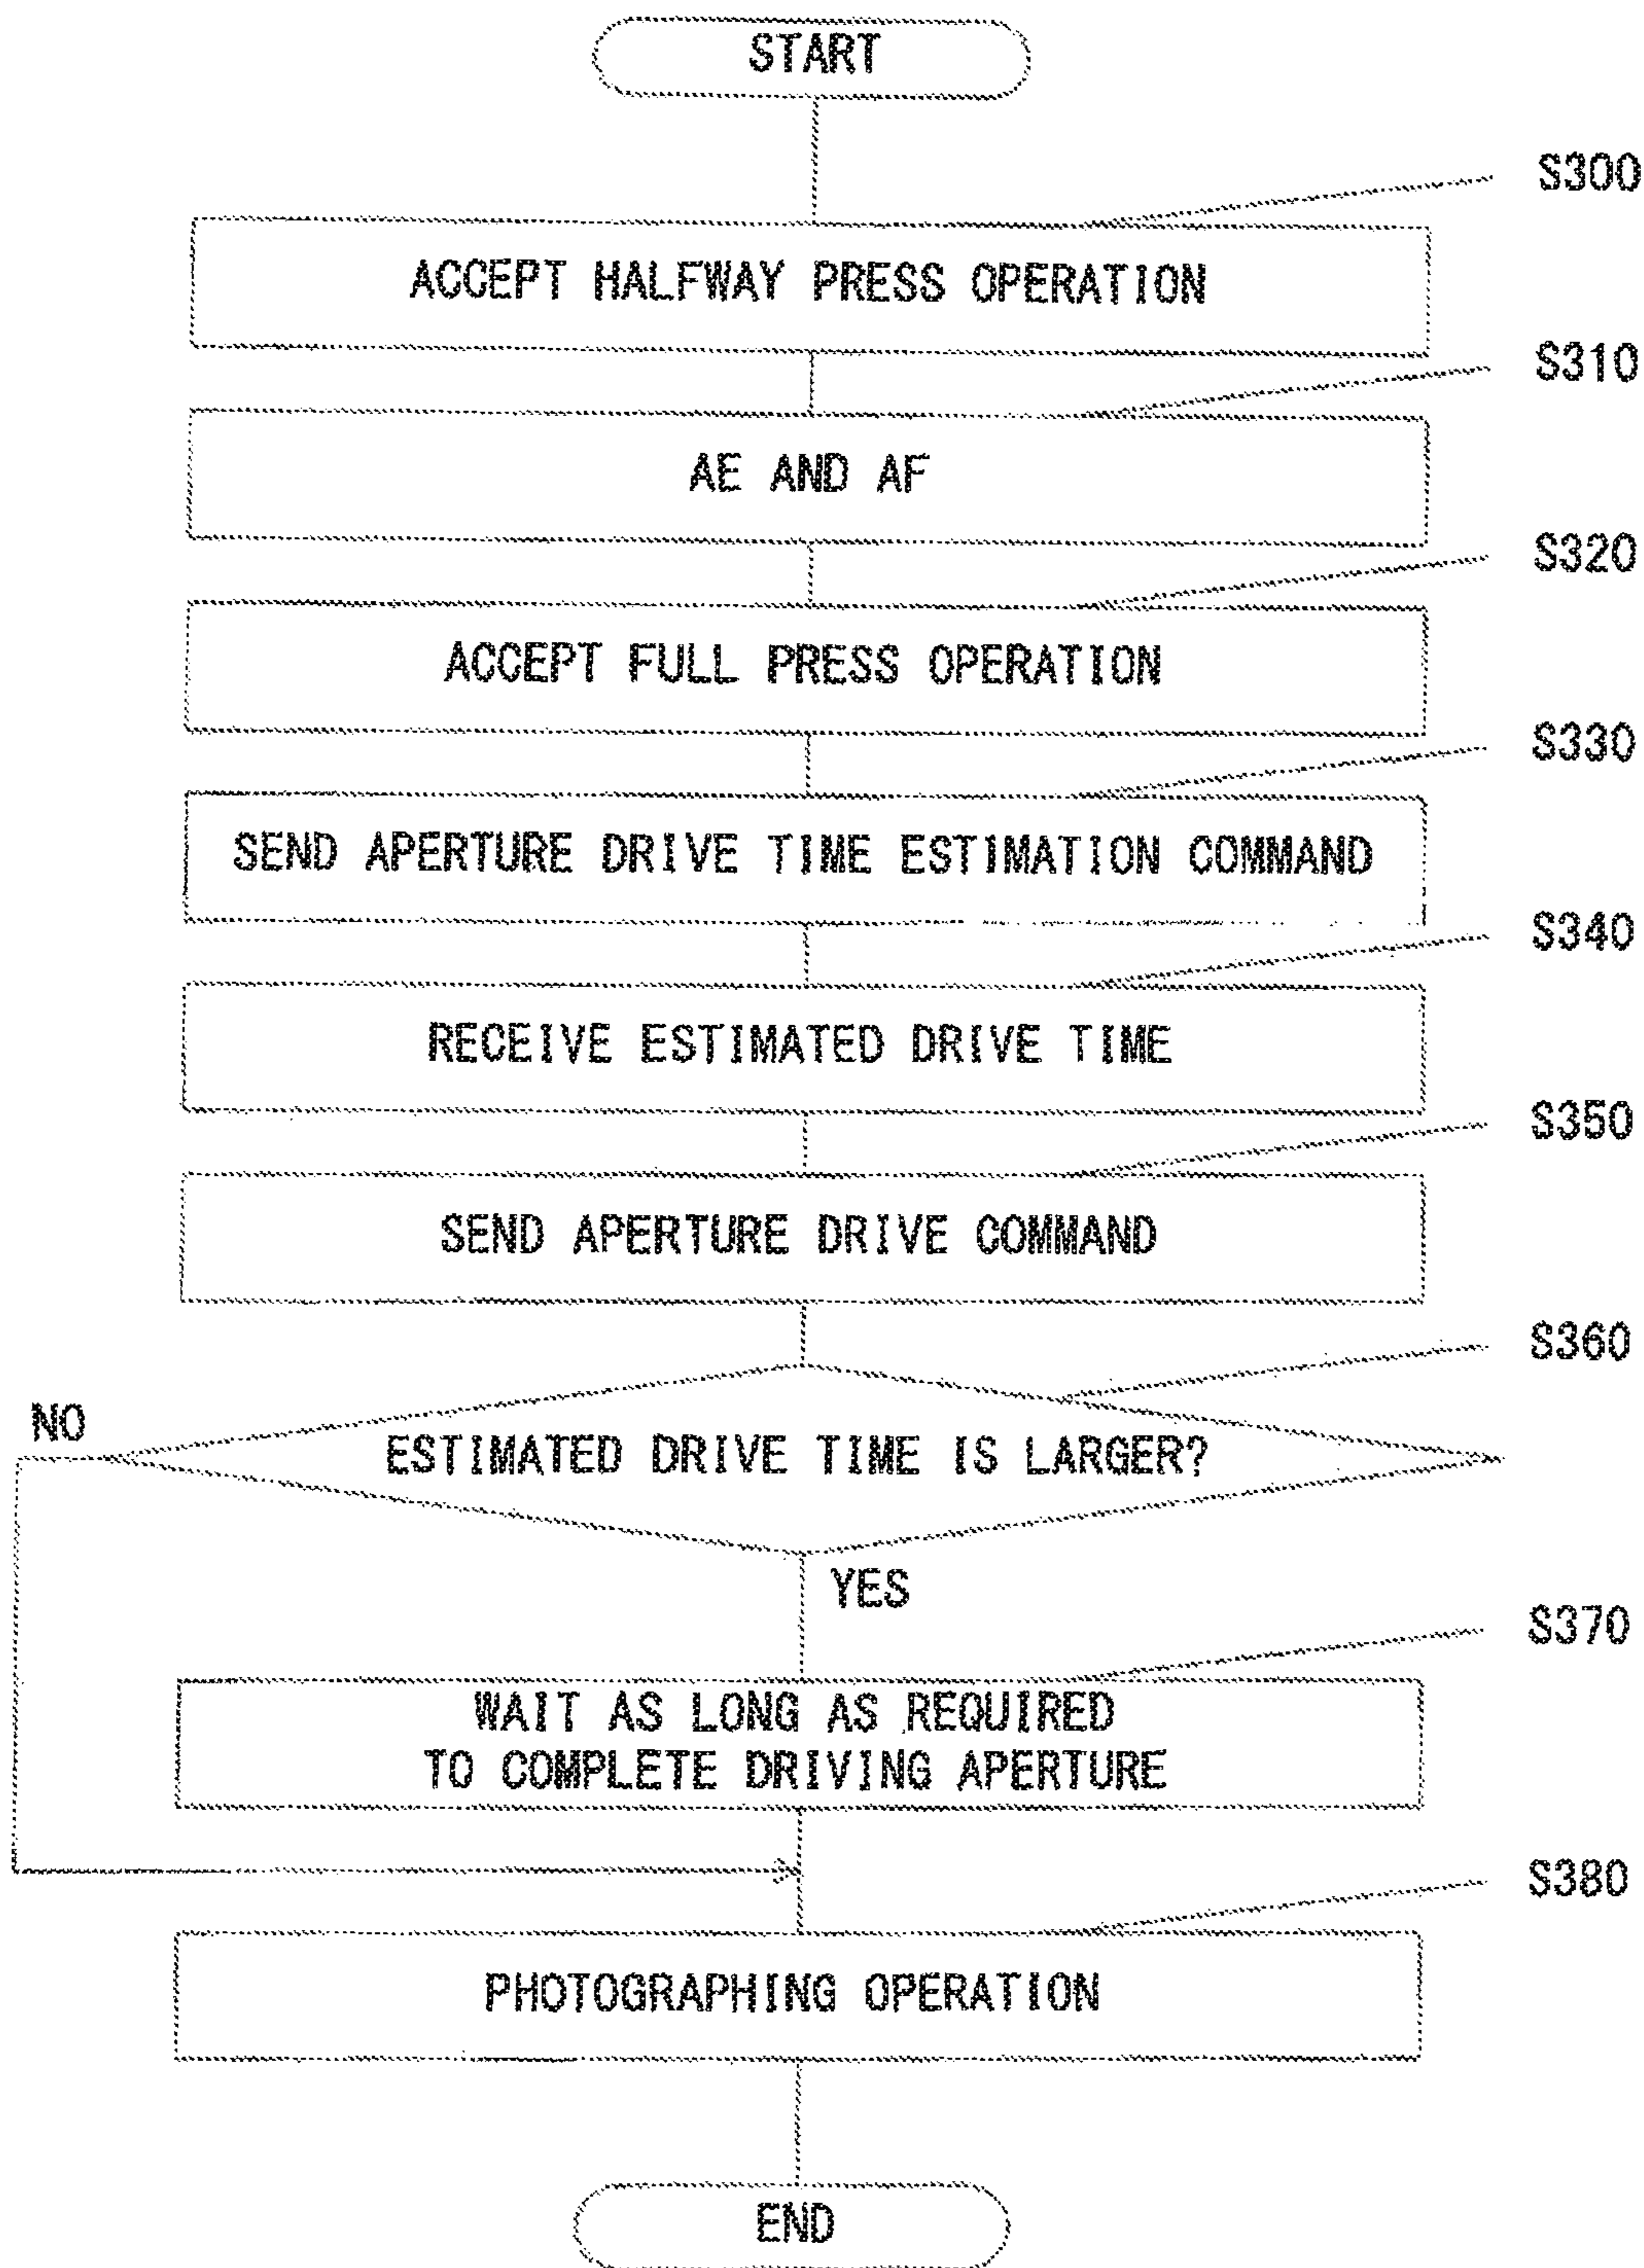 START
S300
ACCEPT HALFWAY PRESS OPERATION
S310
AE AND AF
S320
ACCEPT FULL PRESS OPERATION
S330
SEND APERTURE DRIVE TIME ESTIMATION COMMAND
S340
RECEIVE ESTIMATED DRIVE TIME
S350
SEND APERTURE DRIVE COMMAND
S360
NO
ESTIMATED DRIVE TIME IS LARGER?
YES
S370
WAIT AS LONG AS REQUIRED
TO COMPLETE DRIVING APERTURE
S380
PHOTOGRAPHING OPERATION
END